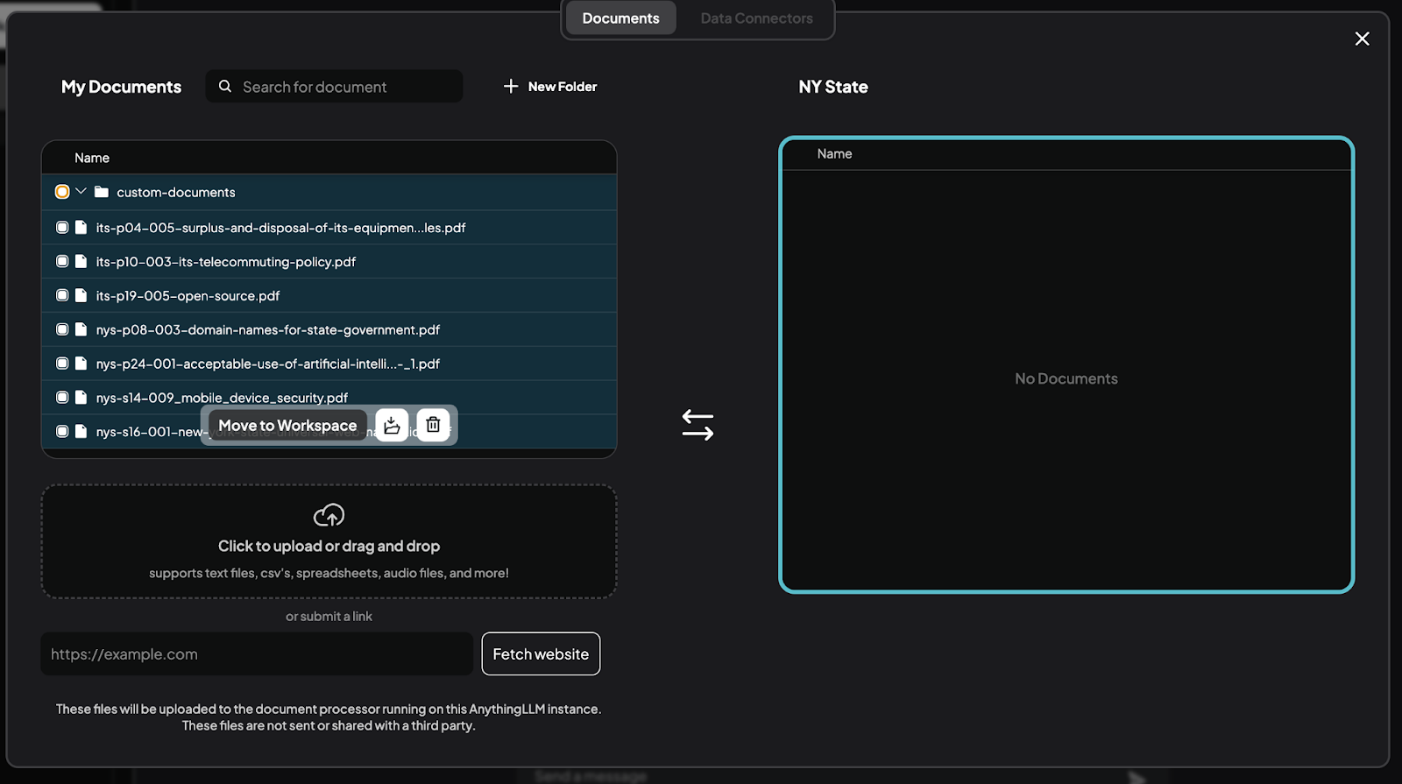 Documents
Data Connectors
My Documents
Search for document
New Folder
NY State
Name
custom-documents
its-p04-005-surplus-and-disposal-of-its-equipmen...les.pdf
its-p10-003-its-telecommuting-policy.pdf
its-p19-005-open-source.pdf
nys-p08-003-domain-names-for-state-government.pdf
nys-p24-001-acceptable-use-of-artificial-intelli...-_1.pdf
nys-s14-009_mobile_device_security.pdf
nys-s16-001-new-
Move to Workspace
Click to upload or drag and drop
supports text files, csv's, spreadsheets, audio files, and more!
or submit a link
https://example.com
Fetch website
These files will be uploaded to the document processor running on this AnythingLLM instance.
These files are not sent or shared with a third party.
Name
No Documents
Send a message